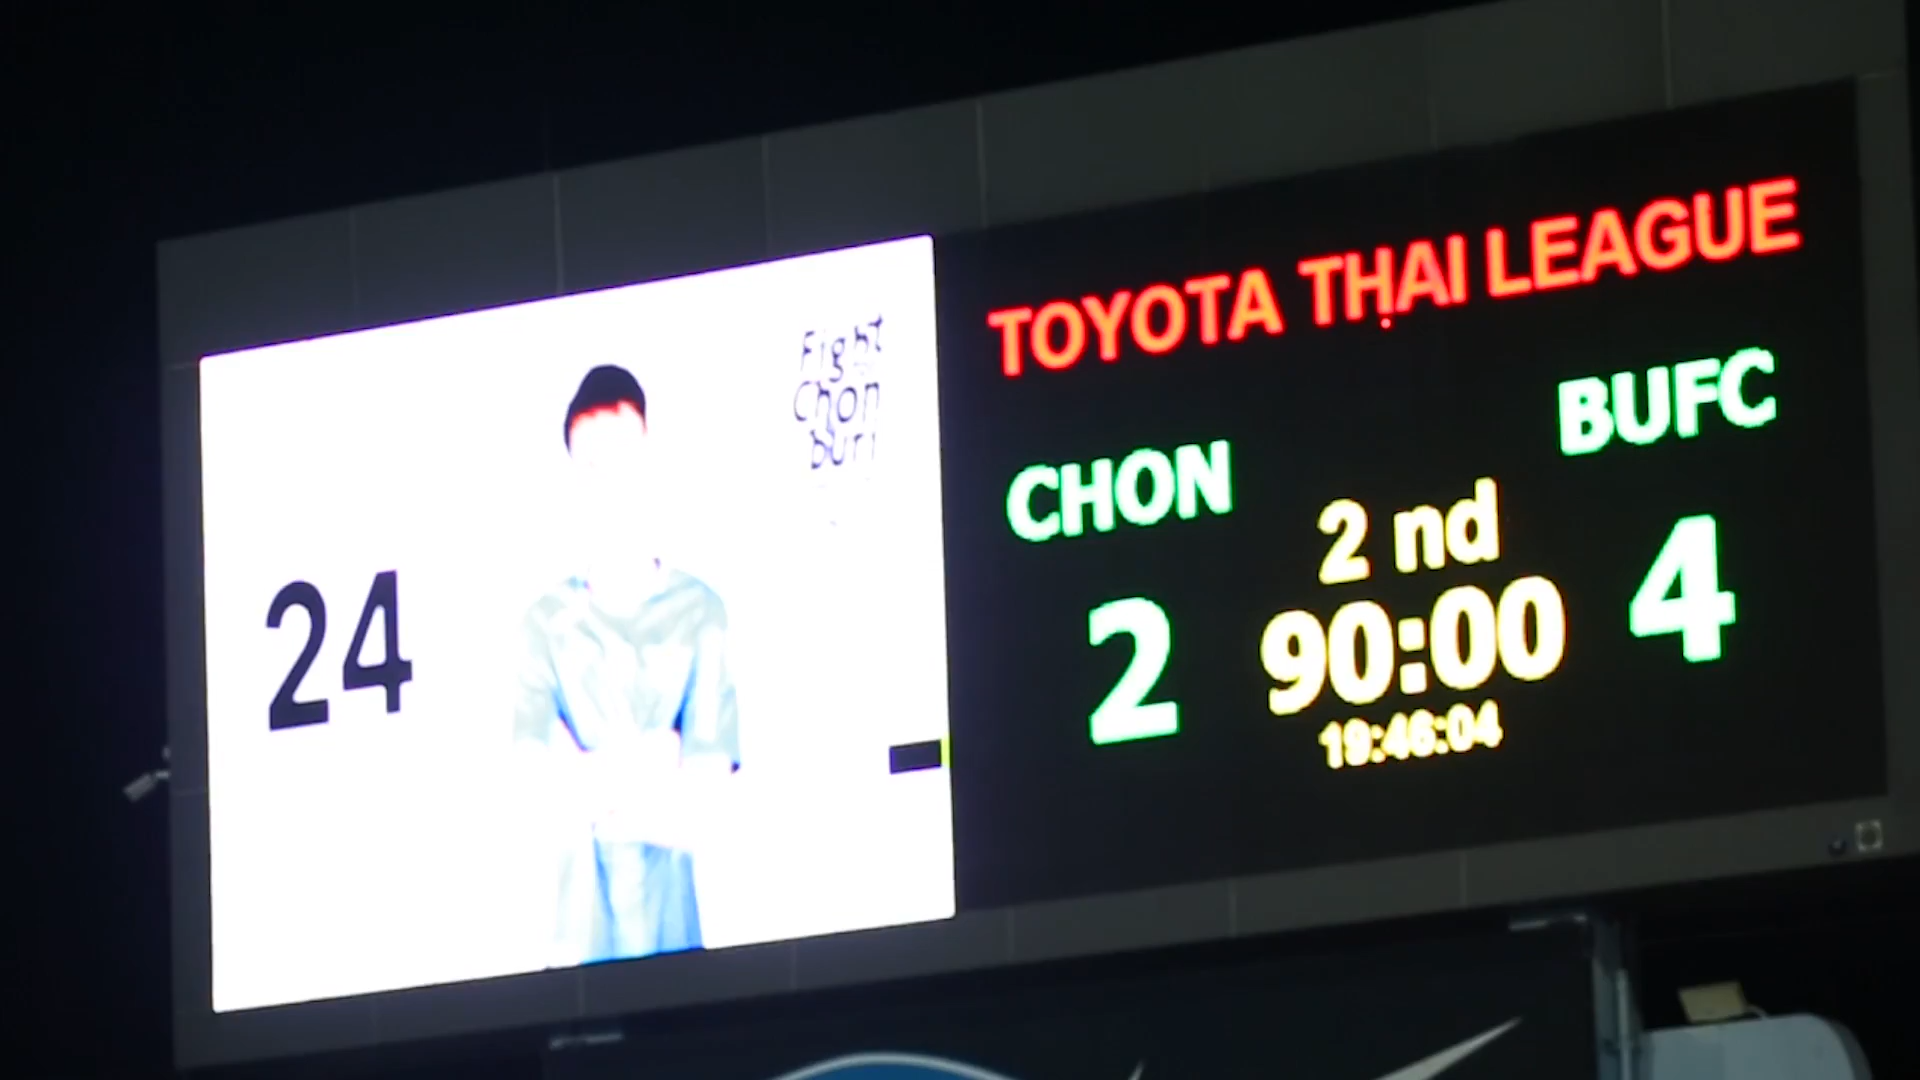 24
Fight
Chon
buri
TOYOTA THAI LEAGUE
CHON
BUFC
2 nd
2
4
90:00
19:46:04